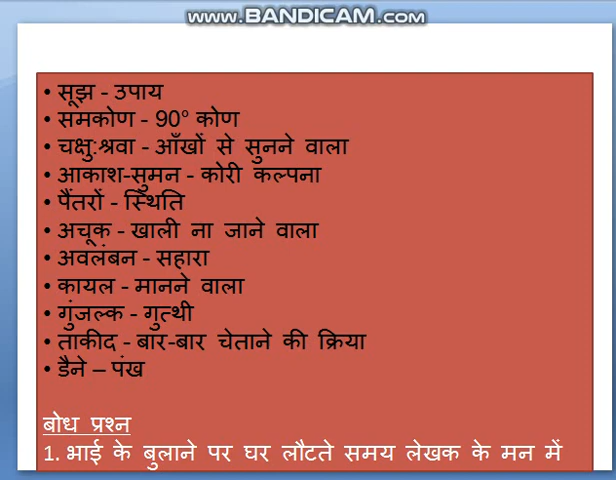 www.BANDICAM.com
• सूझ - उपाय
• समकोण - 90° कोण
• चक्षु:श्रवा - आँखों से सुनने वाला
• आकाश-सुमन - कोरी कल्पना
• पैंतरों - स्थिति
• अचूक - खाली ना जाने वाला
• अवलंबन - सहारा
• कायल - मानने वाला
• गुंजल्क - गुत्थी
• ताकीद - बार-बार चेताने की क्रिया
• डैने – पंख
बोध प्रश्न
1. भाई के बुलाने पर घर लौटते समय लेखक के मन में